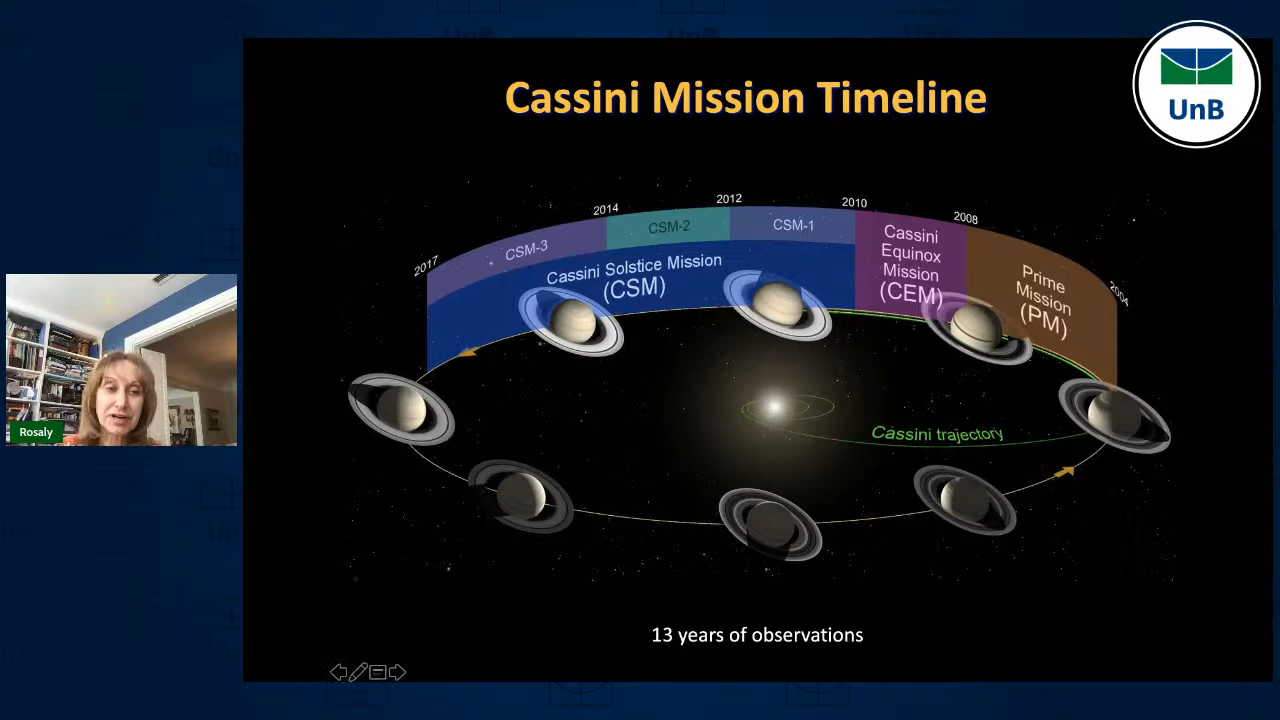 Cassini Mission Timeline
UnB
2017
2014
2012
2010
2008
2004
CSM-3
CSM-2
CSM-1
Cassini Solstice Mission
(CSM)
Cassini
Equinox
Mission
(CEM)
Prime
Mission
(PM)
Cassini trajectory
13 years of observations
Rosaly